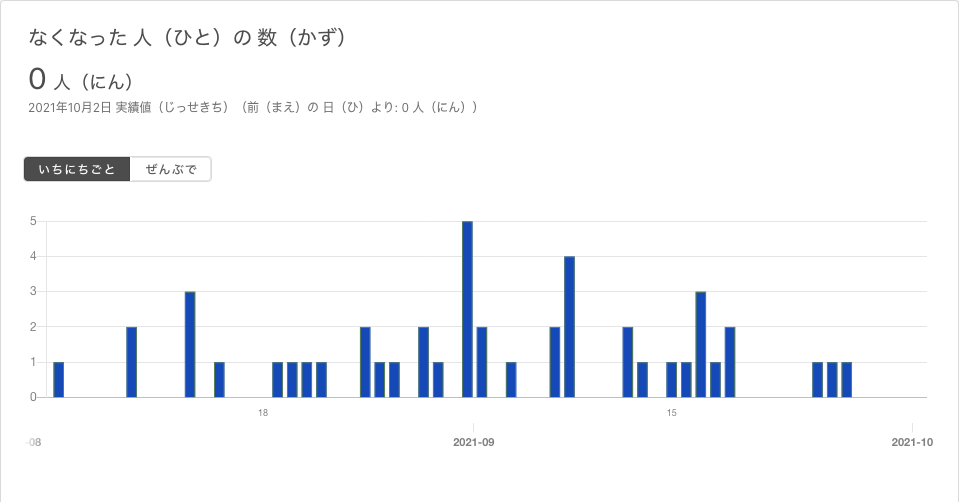 なくなった 人（ひと）の 数（かず）
0 人（にん）
2021年10月2日 実績値（じっせきち）（前（まえ）の 日（ひ）より: 0 人（にん））
いちにちごと ぜんぶで
5
4
3
2
1
0
18 15
-08 2021-09 2021-10